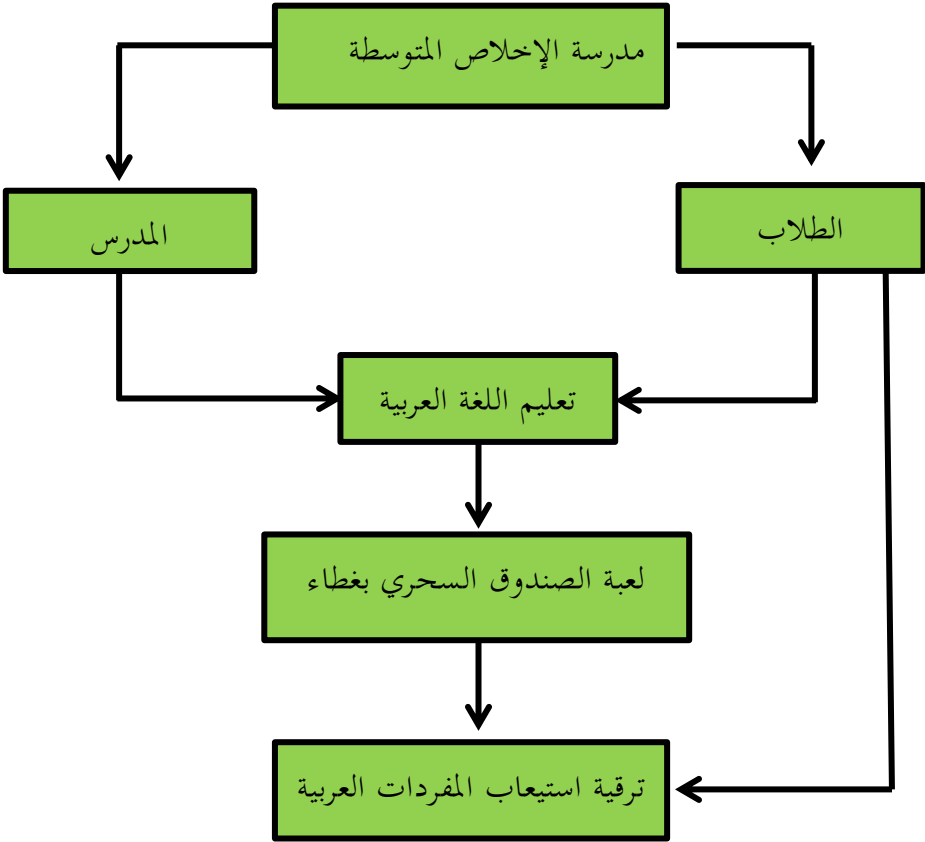 مدرسة الإخلاص المتوسطة
الطلاب
المدرس
تعليم اللغة العربية
لعبة الصندوق السحري بغطاء
ترقية استيعاب المفردات العربية